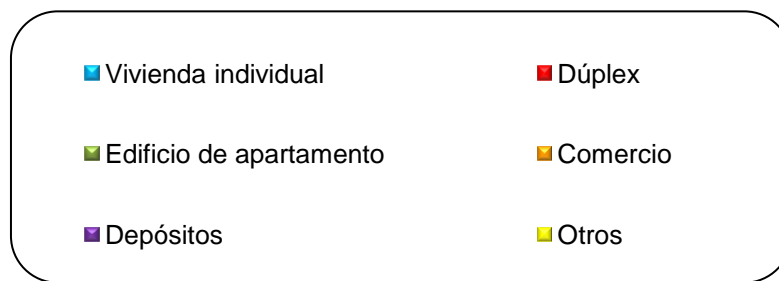 Vivienda individual
Dúplex
Edificio de apartamento
Comercio
Depósitos
Otros